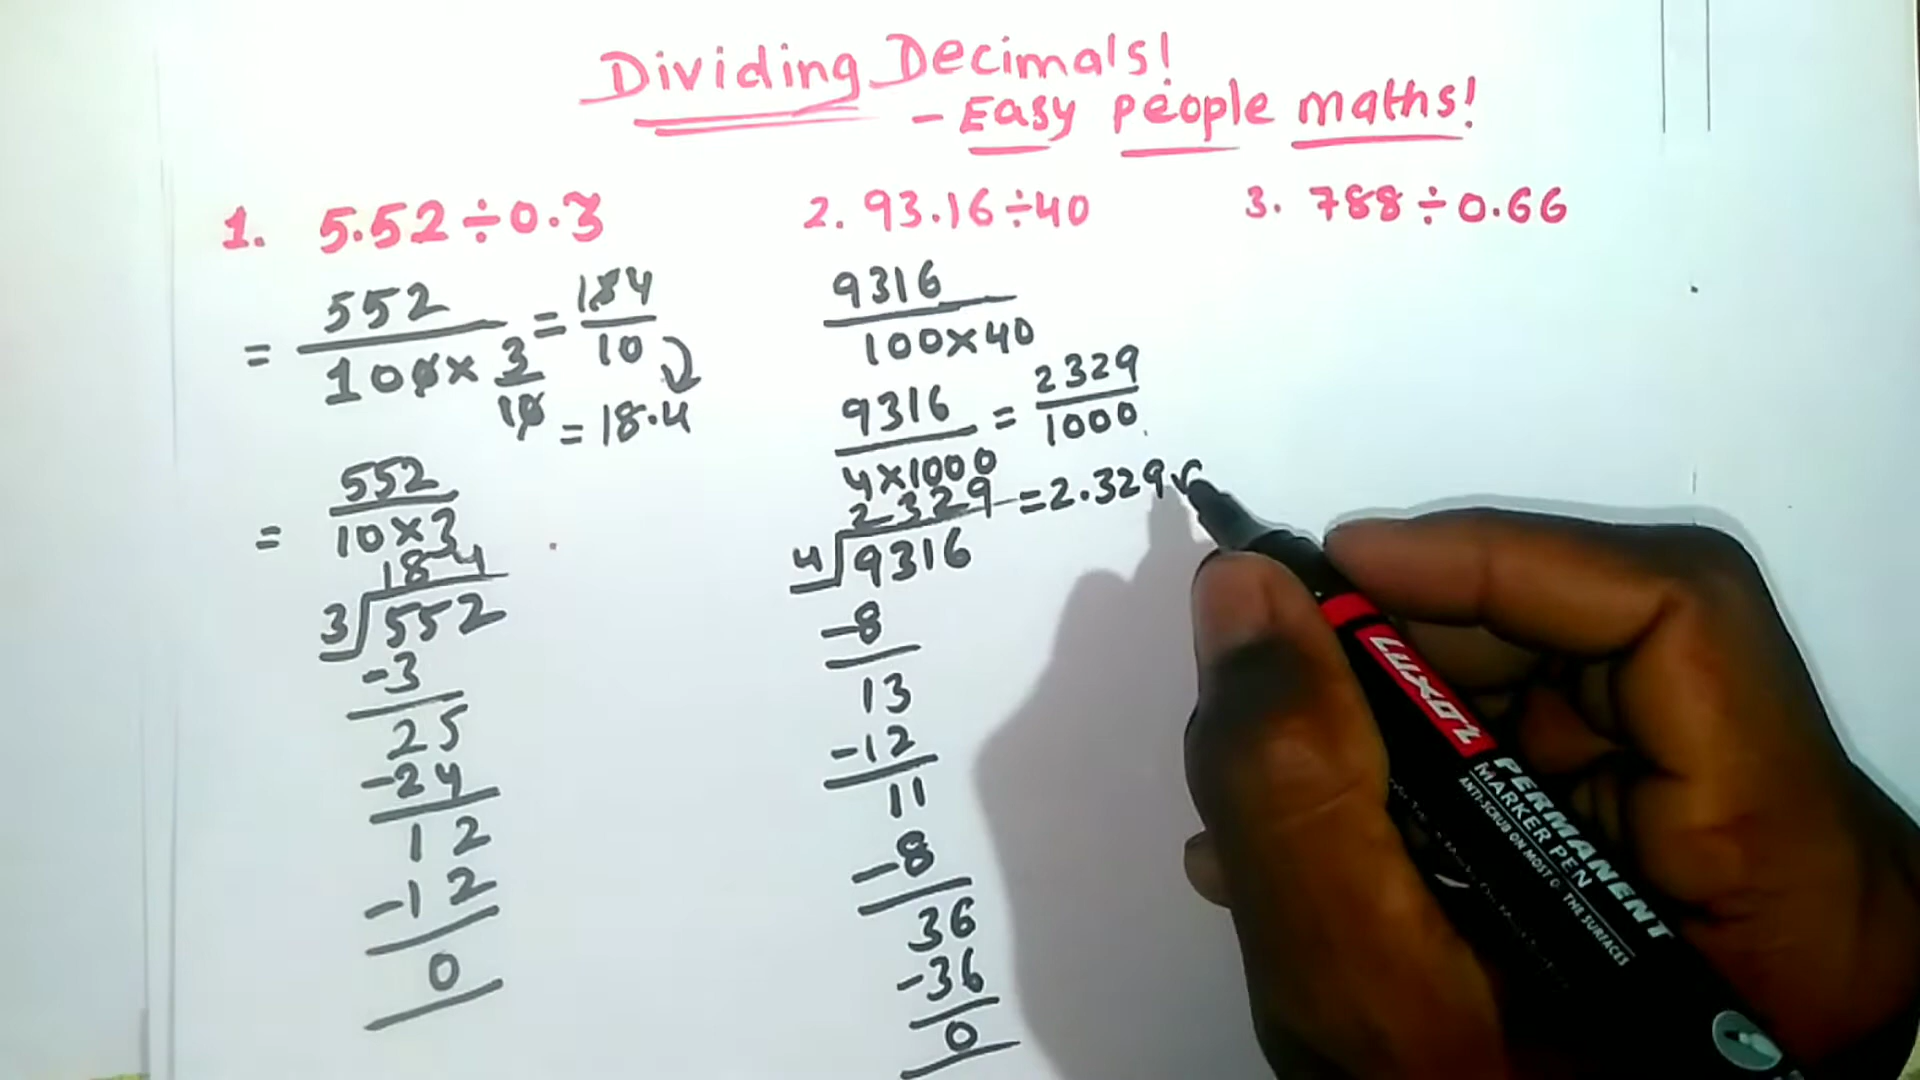 Dividing Decimals!
- Easy people maths!
1. 5.52÷0.3
= 552 / 100 × 3/10 = 184/10
= 18.4
= 552 / 10×3
184
3 552
-3
25
-24
12
-12
0
2. 93.16÷40
9316 / 100×40
9316 / 4×1000 = 2329 / 1000
= 2.329
2329
4 9316
-8
13
-12
11
-8
36
-36
0
3. 788÷0.66
LUXOR
PERMANENT
MARKER PEN